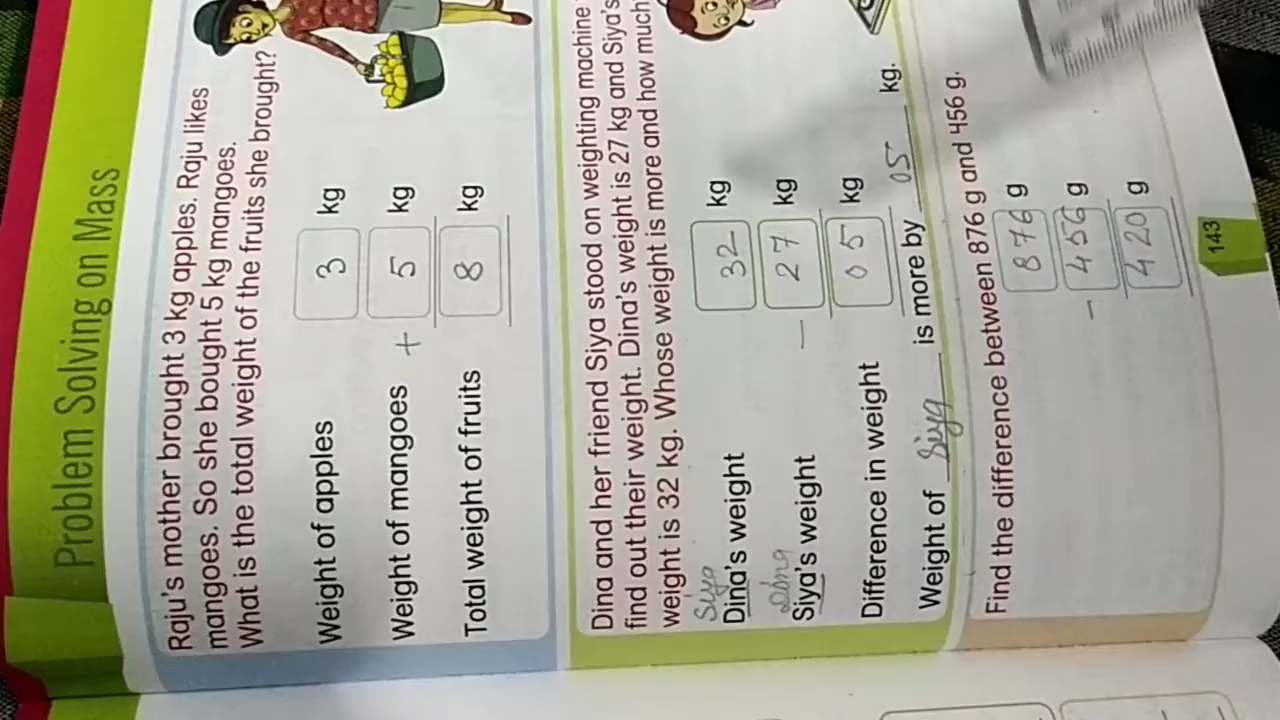 Problem Solving on Mass
Raju's mother brought 3 kg apples. Raju likes
mangoes. So she bought 5 kg mangoes.
What is the total weight of the fruits she brought?
Weight of apples 3 kg
Weight of mangoes + 5 kg
Total weight of fruits 8 kg
Dina and her friend Siya stood on weighting machine
find out their weight. Dina's weight is 27 kg and Siya's
weight is 32 kg. Whose weight is more and how much
Siya
Dina's weight 32 kg
Dina
Siya's weight – 27 kg
Difference in weight 05 kg
Weight of Siya is more by 05 kg.
Find the difference between 876 g and 456 g.
876 g
– 456 g
420 g
143